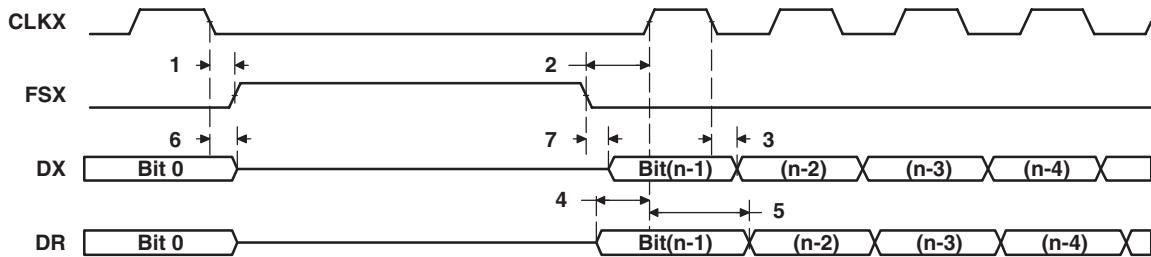 CLKX
1 2
FSX
6 7 3
DX Bit 0 Bit(n-1) (n-2) (n-3) (n-4)
4 5
DR Bit 0 Bit(n-1) (n-2) (n-3) (n-4)